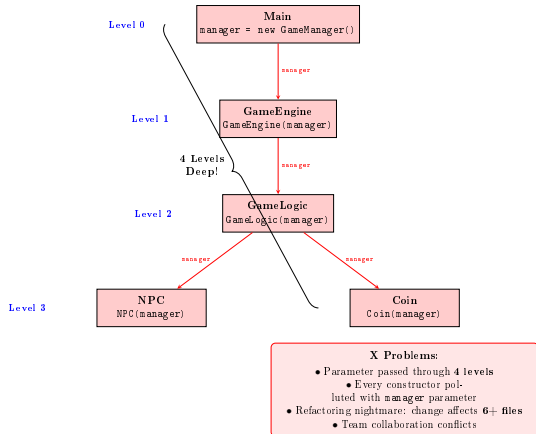 Level 0
Main
manager = new GameManager()
manager
Level 1
GameEngine
GameEngine(manager)
manager
4 Levels
Deep!
Level 2
GameLogic
GameLogic(manager)
manager
manager
Level 3
NPC
NPC(manager)
Coin
Coin(manager)
X Problems:
• Parameter passed through 4 levels
• Every constructor pol-
luted with manager parameter
• Refactoring nightmare: change affects 6+ files
• Team collaboration conflicts